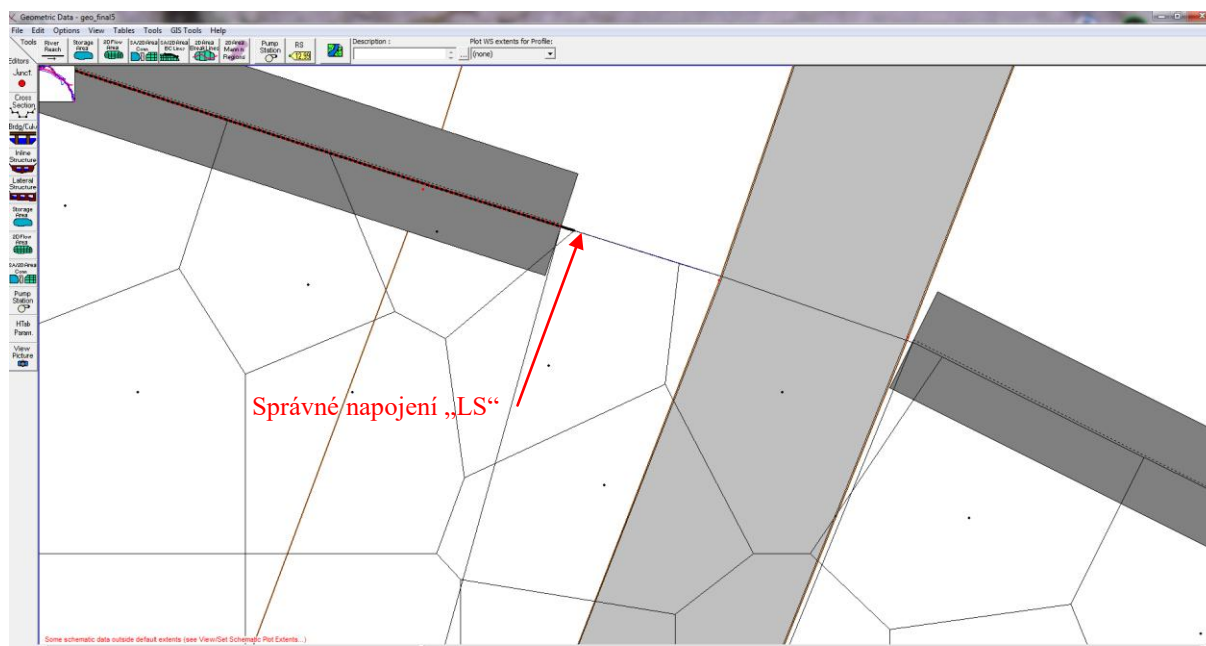 Geometric Data - geo_final5
File Edit Options View Tables Tools GIS Tools Help
Tools
Editors
River
Reach
Storage
Area
2D Flow
Area
SA/2D Area
Conn
SA/2D Area
BC Lines
2D Area
Break Lines
2D Area
Mann n
Regions
Pump
Station
RS
Description :
Plot WS extents for Profile:
(none)
Junct.
Cross
Section
Brdg/Culv
Inline
Structure
Lateral
Structure
Storage
Area
2D Flow
Area
SA/2D Area
Conn
Pump
Station
HTab
Param.
View
Picture
Správné napojení „LS“
Some schematic data outside default extents (see View/Set Schematic Plot Extents...)